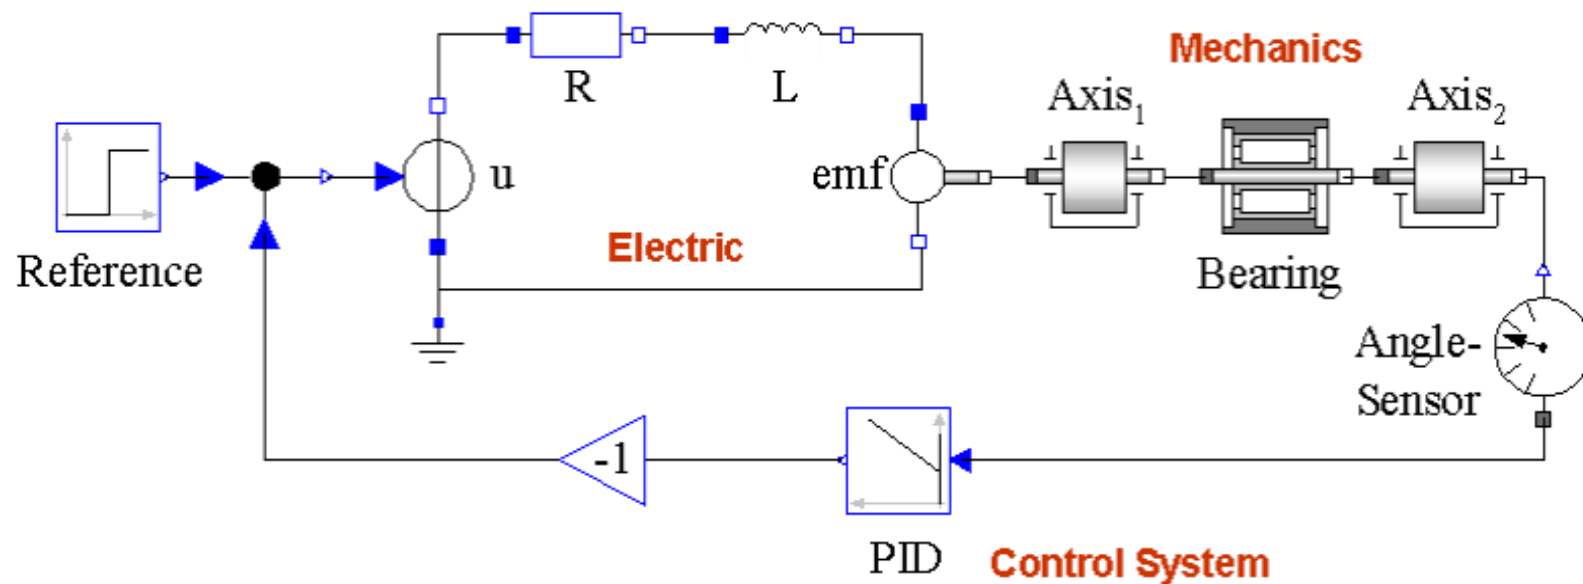 Mechanics
R
L
Axis₁
Axis₂
u
emf
Electric
Reference
Bearing
Angle-
Sensor
-1
PID
Control System